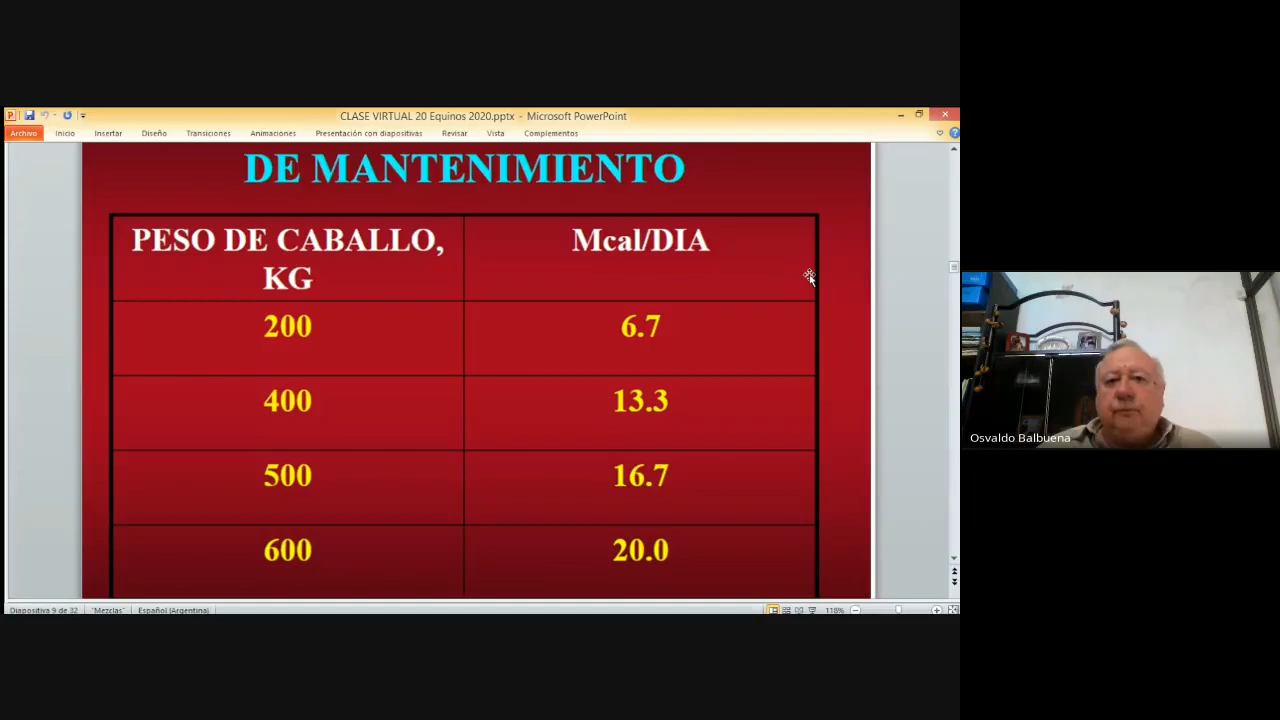 CLASE VIRTUAL 20 Equinos 2020.pptx - Microsoft PowerPoint
Archivo Inicio Insertar Diseño Transiciones Animaciones Presentación con diapositivas Revisar Vista Complementos
DE MANTENIMIENTO
PESO DE CABALLO, KG
Mcal/DIA
200 6.7
400 13.3
500 16.7
600 20.0
Osvaldo Balbuena
Diapositiva 9 de 32 "Mezclas" Español (Argentina) 118%